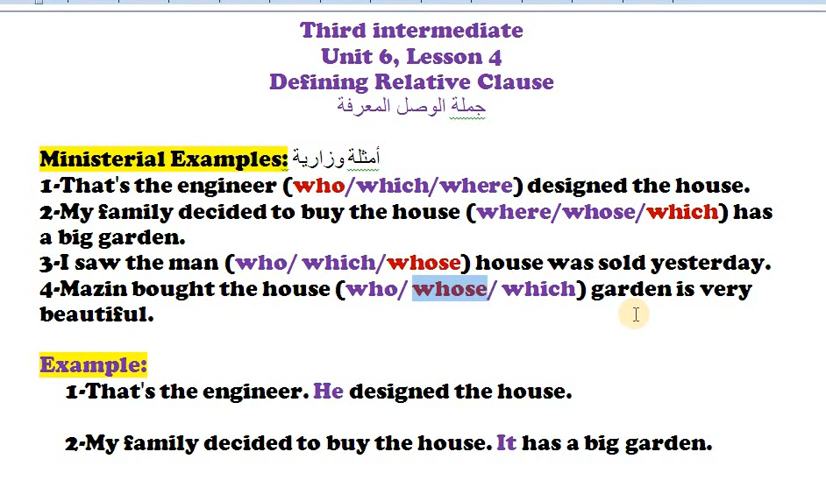 Third intermediate
Unit 6, Lesson 4
Defining Relative Clause
جملة الوصل المعرفة
Ministerial Examples: أمثلة وزارية
1-That's the engineer (who/which/where) designed the house.
2-My family decided to buy the house (where/whose/which) has
a big garden.
3-I saw the man (who/ which/whose) house was sold yesterday.
4-Mazin bought the house (who/ whose/ which) garden is very
beautiful.
Example:
1-That's the engineer. He designed the house.
2-My family decided to buy the house. It has a big garden.